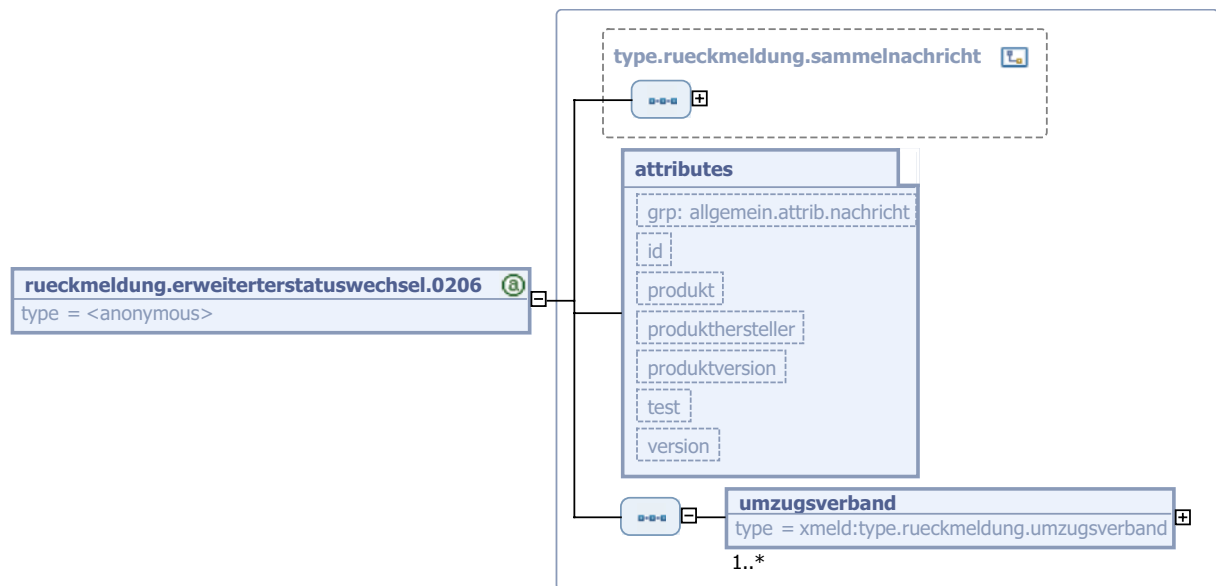 type.rueckmeldung.sammelnachricht
attributes
grp: allgemein.attrib.nachricht
id
produkt
produkthersteller
produktversion
test
version
rueckmeldung.erweiterterstatuswechsel.0206 @
type = <anonymous>
umzugsverband
type = xmeld:type.rueckmeldung.umzugsverband
1..*